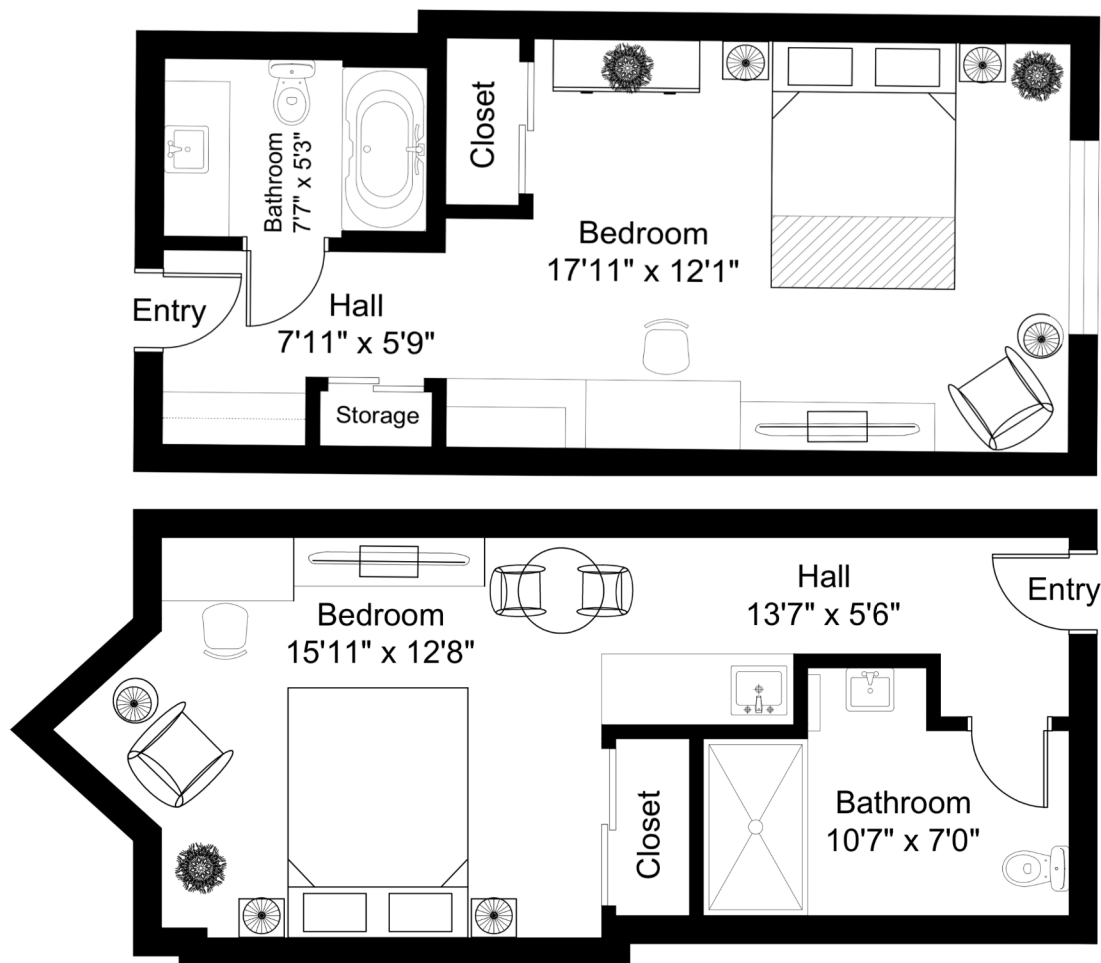 Closet
Bathroom
7'7" x 5'3"
Bedroom
17'11" x 12'1"
Entry
Hall
7'11" x 5'9"
Storage
Hall
13'7" x 5'6"
Entry
Bedroom
15'11" x 12'8"
Closet
Bathroom
10'7" x 7'0"